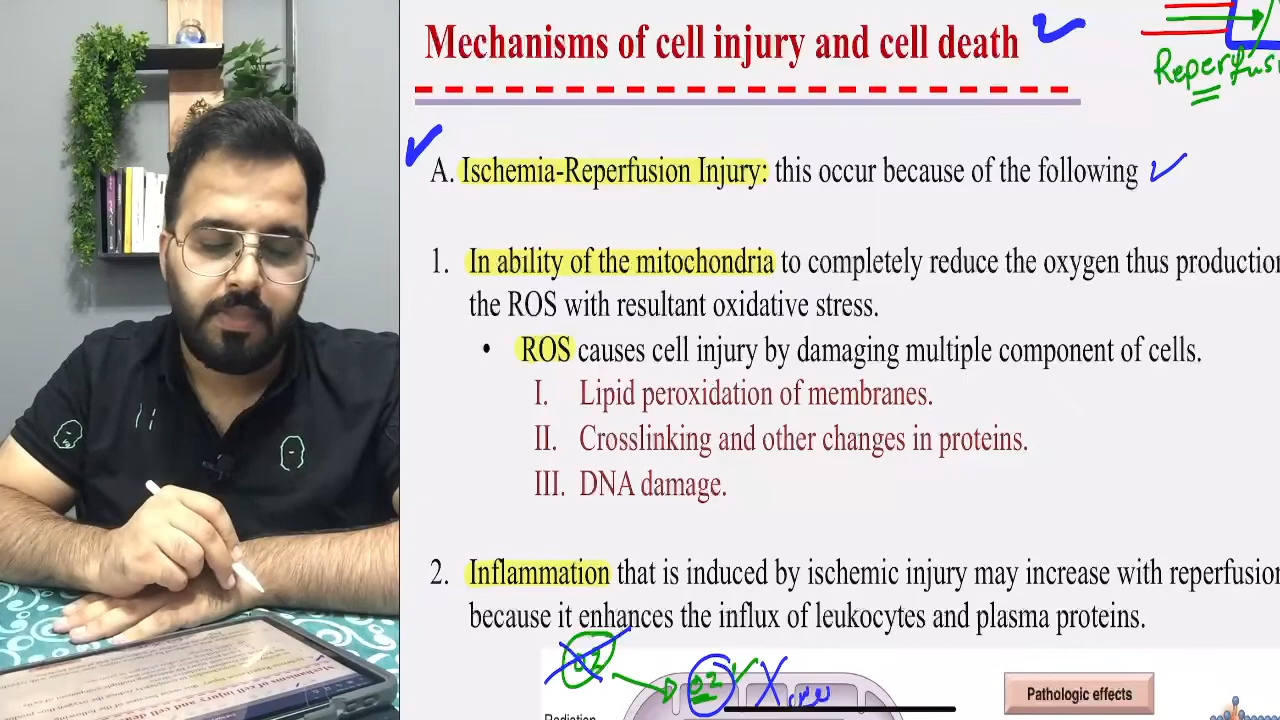 Mechanisms of cell injury and cell death
Reperfusi
A. Ischemia-Reperfusion Injury: this occur because of the following
1. In ability of the mitochondria to completely reduce the oxygen thus production
the ROS with resultant oxidative stress.
• ROS causes cell injury by damaging multiple component of cells.
I. Lipid peroxidation of membranes.
II. Crosslinking and other changes in proteins.
III. DNA damage.
2. Inflammation that is induced by ischemic injury may increase with reperfusion
because it enhances the influx of leukocytes and plasma proteins.
O2 O2
Pathologic effects
Radiation